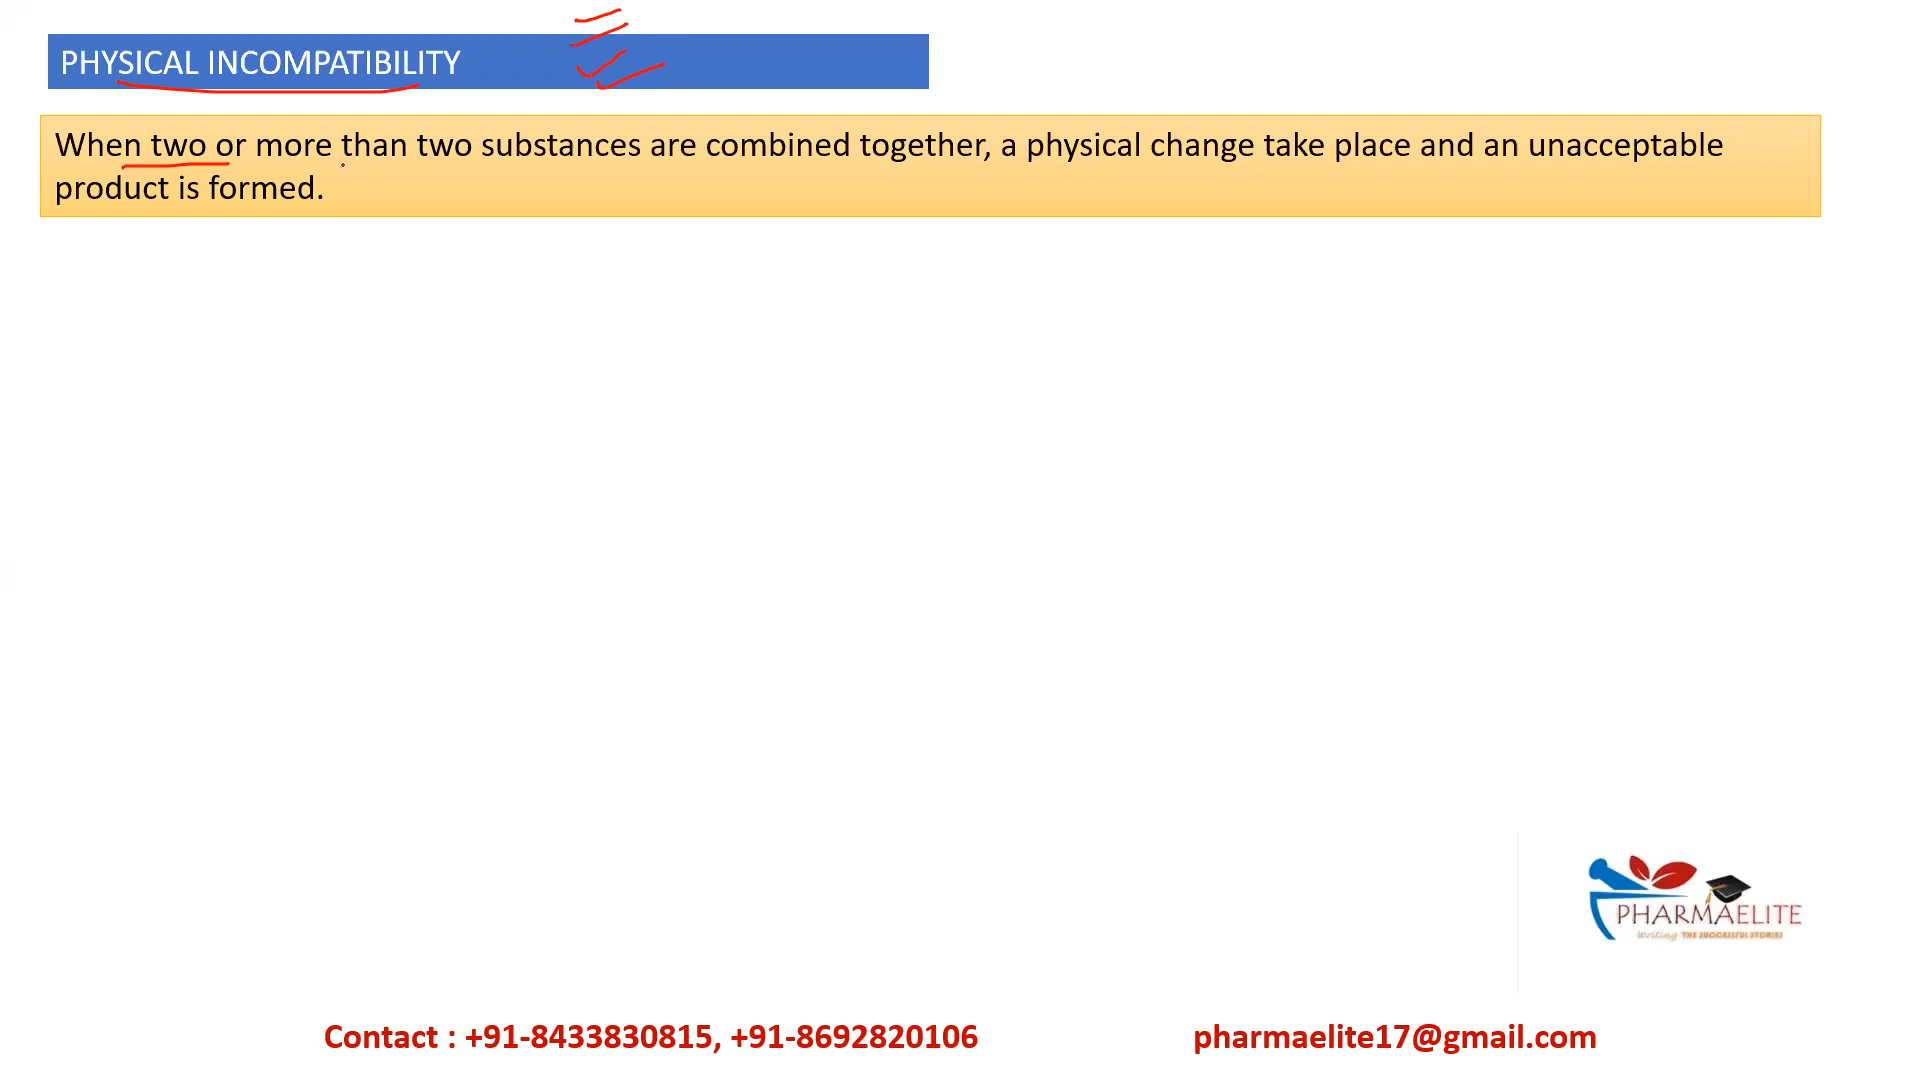 PHYSICAL INCOMPATIBILITY
When two or more than two substances are combined together, a physical change take place and an unacceptable
product is formed.
PHARMAELITE
Writing THE SUCCESSFUL STORIES
Contact : +91-8433830815, +91-8692820106
pharmaelite17@gmail.com